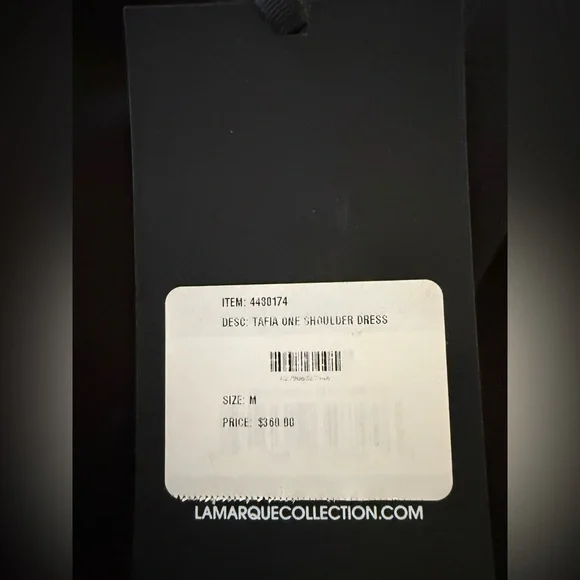 ITEM: 4430174
DESC: TAFIA ONE SHOULDER DRESS
SIZE: M
PRICE: $360.00
LAMARQUECOLLECTION.COM